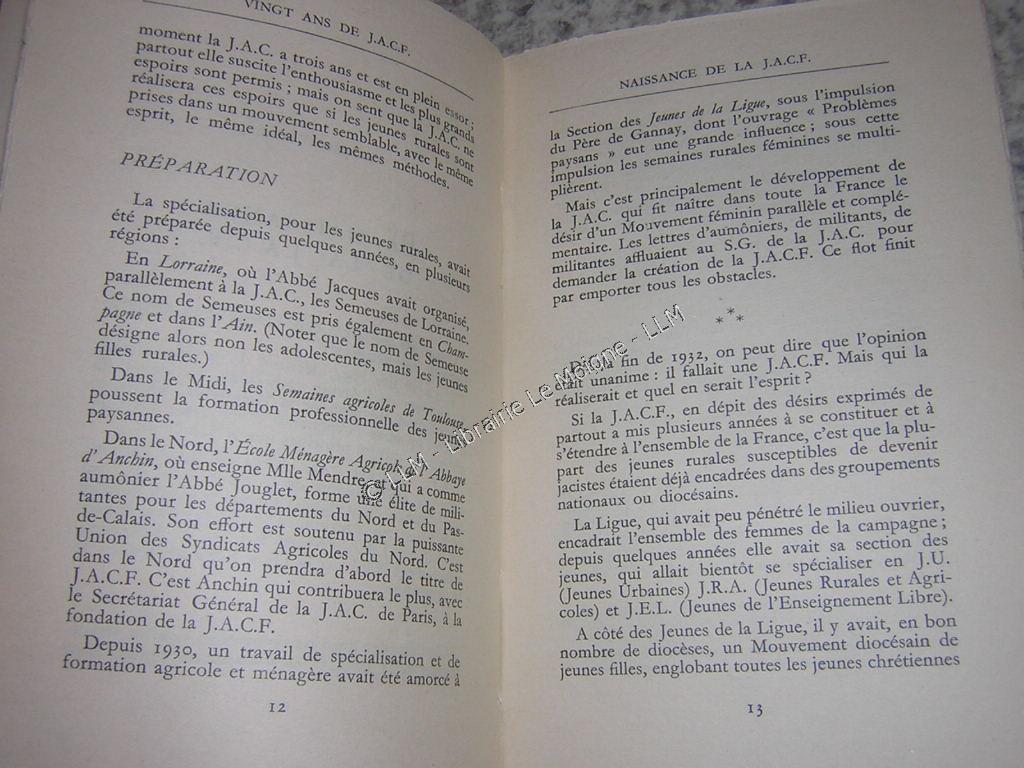 VINGT ANS DE J.A.C.F.
moment la J.A.C. a trois ans et est en plein essor ;
partout elle suscite l'enthousiasme et les plus grands
espoirs sont permis ; mais on sent que la J.A.C. ne
réalisera ces espoirs que si les jeunes rurales sont
prises dans un mouvement semblable, avec le même
esprit, le même idéal, les mêmes méthodes.
PRÉPARATION
La spécialisation, pour les jeunes rurales, avait
été préparée depuis quelques années, en plusieurs
régions :
En Lorraine, où l'Abbé Jacques avait organisé,
parallèlement à la J.A.C., les Semeuses de Lorraine.
Ce nom de Semeuses est pris également en Cham-
pagne et dans l'Ain. (Noter que le nom de Semeuse
désigne alors non les adolescentes, mais les jeunes
filles rurales.)
Dans le Midi, les Semaines agricoles de Toulouse
poussent la formation professionnelle des jeunes
paysannes.
Dans le Nord, l'École Ménagère Agricole de l'Abbaye
d'Anchin, où enseigne Mlle Mendre et qui a comme
aumônier l'Abbé Jouglet, forme une élite de mili-
tantes pour les départements du Nord et du Pas-
de-Calais. Son effort est soutenu par la puissante
Union des Syndicats Agricoles du Nord. C'est
dans le Nord qu'on prendra d'abord le titre de
J.A.C.F. C'est Anchin qui contribuera le plus, avec
le Secrétariat Général de la J.A.C. de Paris, à la
fondation de la J.A.C.F.
Depuis 1930, un travail de spécialisation et de
formation agricole et ménagère avait été amorcé à
12
NAISSANCE DE LA J.A.C.F.
la Section des Jeunes de la Ligue, sous l'impulsion
du Père de Gannay, dont l'ouvrage « Problèmes
paysans » eut une grande influence ; sous cette
impulsion les semaines rurales féminines se multi-
plièrent.
Mais c'est principalement le développement de
la J.A.C. qui fit naître dans toute la France le
désir d'un Mouvement féminin parallèle et complé-
mentaire. Les lettres d'aumôniers, de militants, de
militantes affluaient au S.G. de la J.A.C. pour
demander la création de la J.A.C.F. Ce flot finit
par emporter tous les obstacles.
***
Dès la fin de 1932, on peut dire que l'opinion
était unanime : il fallait une J.A.C.F. Mais qui la
réaliserait et quel en serait l'esprit ?
Si la J.A.C.F., en dépit des désirs exprimés de
partout a mis plusieurs années à se constituer et à
s'étendre à l'ensemble de la France, c'est que la plu-
part des jeunes rurales susceptibles de devenir
jacistes étaient déjà encadrées dans des groupements
nationaux ou diocésains.
La Ligue, qui avait peu pénétré le milieu ouvrier,
encadrait l'ensemble des femmes de la campagne ;
depuis quelques années elle avait sa section des
jeunes, qui allait bientôt se spécialiser en J.U.
(Jeunes Urbaines) J.R.A. (Jeunes Rurales et Agri-
coles) et J.E.L. (Jeunes de l'Enseignement Libre).
A côté des Jeunes de la Ligue, il y avait, en bon
nombre de diocèses, un Mouvement diocésain de
jeunes filles, englobant toutes les jeunes chrétiennes
13
© LLM - Librairie Le Moigne - LLM